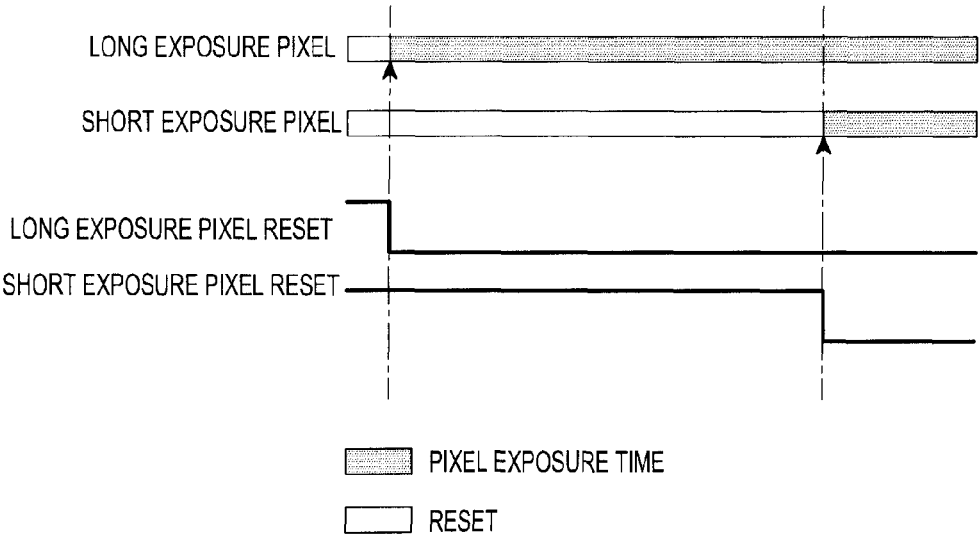 LONG EXPOSURE PIXEL
SHORT EXPOSURE PIXEL
LONG EXPOSURE PIXEL RESET
SHORT EXPOSURE PIXEL RESET
PIXEL EXPOSURE TIME
RESET